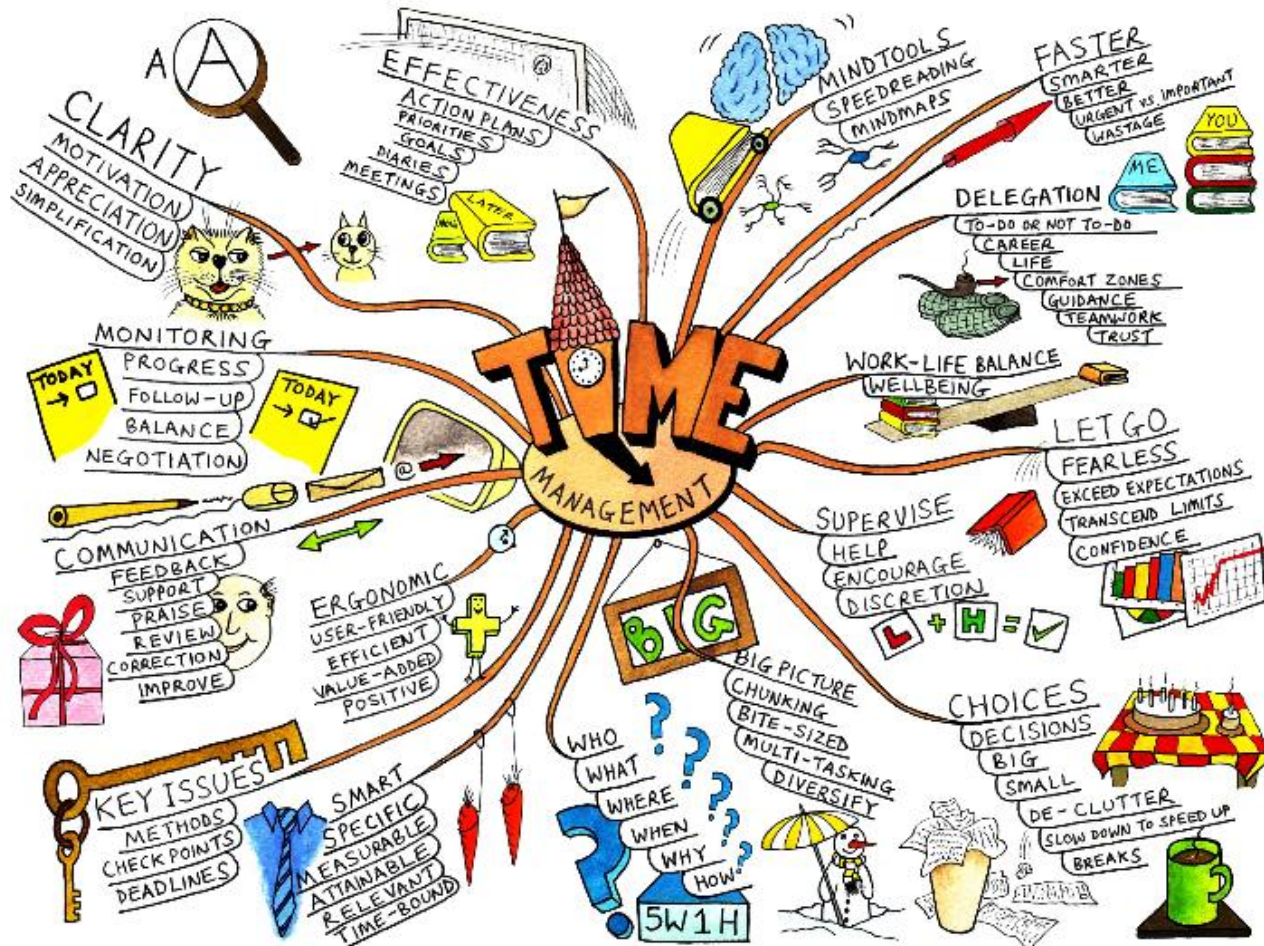 TIME
MANAGEMENT
A A
CLARITY
MOTIVATION
APPRECIATION
SIMPLIFICATION
EFFECTIVENESS
ACTION PLANS
PRIORITIES
GOALS
DIARIES
MEETINGS
LATER
MINDTOOLS
SPEEDREADING
MINDMAPS
FASTER
SMARTER
BETTER
URGENT VS. IMPORTANT
WASTAGE
YOU
ME
DELEGATION
TO-DO OR NOT TO-DO
CAREER
LIFE
COMFORT ZONES
GUIDANCE
TEAMWORK
TRUST
WORK-LIFE BALANCE
WELLBEING
LET GO
FEARLESS
EXCEED EXPECTATIONS
TRANSCEND LIMITS
CONFIDENCE
SUPERVISE
HELP
ENCOURAGE
DISCRETION
L + H = ✓
CHOICES
DECISIONS
BIG
SMALL
DE-CLUTTER
SLOW DOWN TO SPEED UP
BREAKS
BIG
BIG PICTURE
CHUNKING
BITE-SIZED
MULTI-TASKING
DIVERSIFY
WHO
WHAT
WHERE
WHEN
WHY
HOW
? ? ? ? ? ? ?
5W1H
SMART
SPECIFIC
MEASURABLE
ATTAINABLE
RELEVANT
TIME-BOUND
KEY ISSUES
METHODS
CHECKPOINTS
DEADLINES
ERGONOMIC
USER-FRIENDLY
EFFICIENT
VALUE-ADDED
POSITIVE
@
COMMUNICATION
FEEDBACK
SUPPORT
PRAISE
REVIEW
CORRECTION
IMPROVE
MONITORING
PROGRESS
FOLLOW-UP
BALANCE
NEGOTIATION
TODAY
TODAY